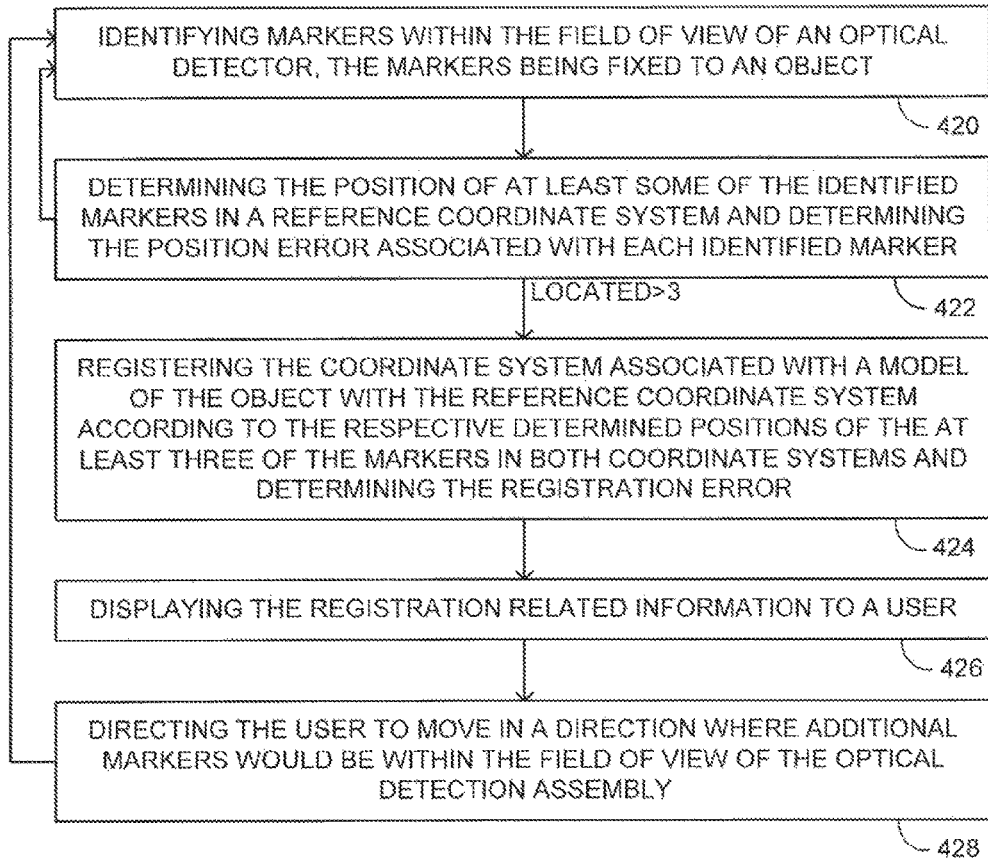 IDENTIFYING MARKERS WITHIN THE FIELD OF VIEW OF AN OPTICAL
DETECTOR, THE MARKERS BEING FIXED TO AN OBJECT
420
DETERMINING THE POSITION OF AT LEAST SOME OF THE IDENTIFIED
MARKERS IN A REFERENCE COORDINATE SYSTEM AND DETERMINING
THE POSITION ERROR ASSOCIATED WITH EACH IDENTIFIED MARKER
LOCATED>3
422
REGISTERING THE COORDINATE SYSTEM ASSOCIATED WITH A MODEL
OF THE OBJECT WITH THE REFERENCE COORDINATE SYSTEM
ACCORDING TO THE RESPECTIVE DETERMINED POSITIONS OF THE AT
LEAST THREE OF THE MARKERS IN BOTH COORDINATE SYSTEMS AND
DETERMINING THE REGISTRATION ERROR
424
DISPLAYING THE REGISTRATION RELATED INFORMATION TO A USER
426
DIRECTING THE USER TO MOVE IN A DIRECTION WHERE ADDITIONAL
MARKERS WOULD BE WITHIN THE FIELD OF VIEW OF THE OPTICAL
DETECTION ASSEMBLY
428